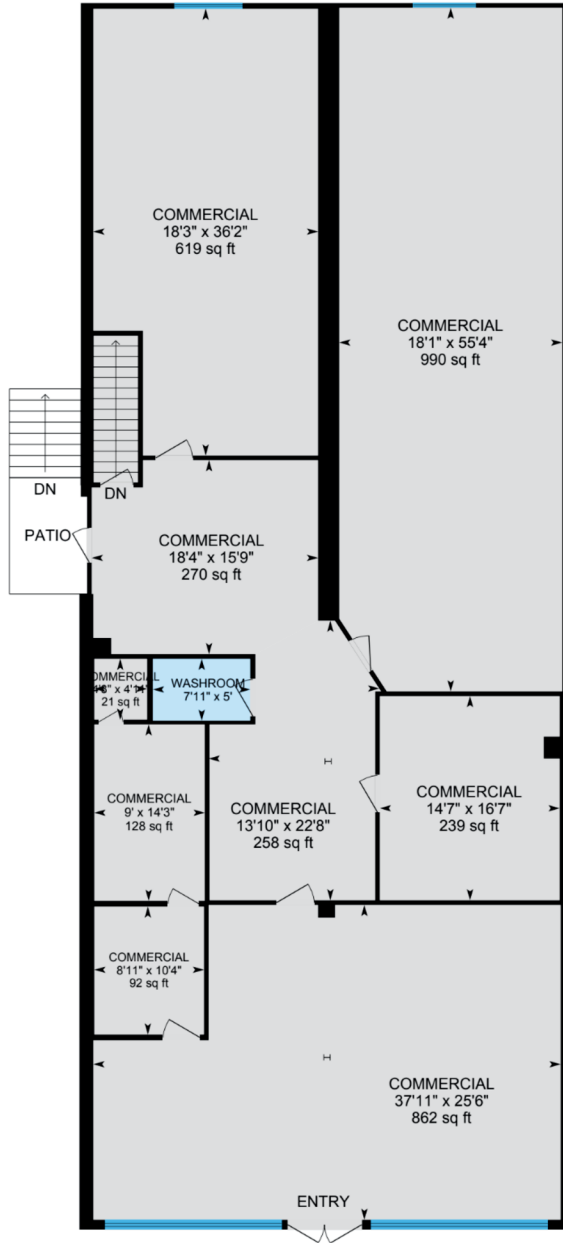 COMMERCIAL
18'3" x 36'2"
619 sq ft
COMMERCIAL
18'1" x 55'4"
990 sq ft
DN
DN
PATIO
COMMERCIAL
18'4" x 15'9"
270 sq ft
21 sq ft
WASHROOM
7'11" x 5'
COMMERCIAL
9' x 14'3"
128 sq ft
COMMERCIAL
13'10" x 22'8"
258 sq ft
COMMERCIAL
14'7" x 16'7"
239 sq ft
COMMERCIAL
8'11" x 10'4"
92 sq ft
COMMERCIAL
37'11" x 25'6"
862 sq ft
ENTRY